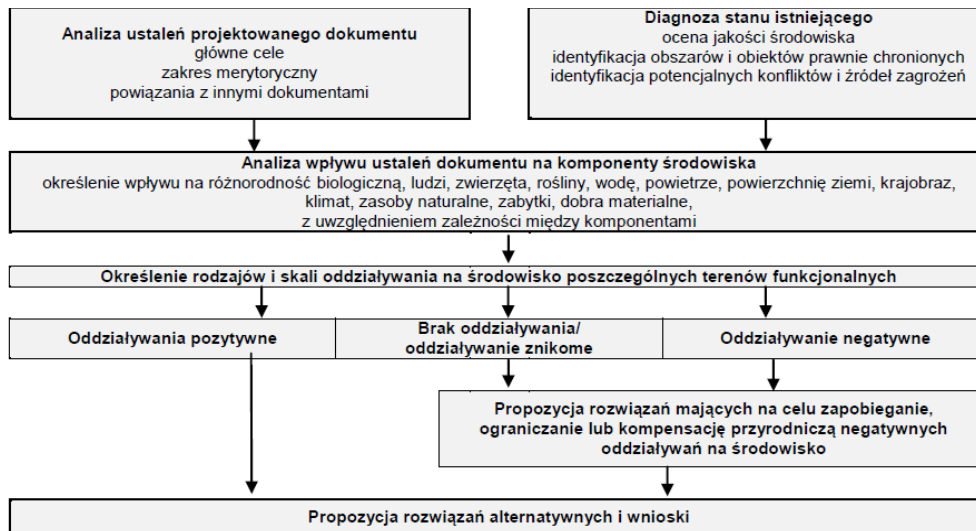 Analiza ustaleń projektowanego dokumentu
główne cele
zakres merytoryczny
powiązania z innymi dokumentami
Diagnoza stanu istniejącego
ocena jakości środowiska
identyfikacja obszarów i obiektów prawnie chronionych
identyfikacja potencjalnych konfliktów i źródeł zagrożeń
Analiza wpływu ustaleń dokumentu na komponenty środowiska
określenie wpływu na różnorodność biologiczną, ludzi, zwierzęta, rośliny, wodę, powietrze, powierzchnię ziemi, krajobraz,
klimat, zasoby naturalne, zabytki, dobra materialne,
z uwzględnieniem zależności między komponentami
Określenie rodzajów i skali oddziaływania na środowisko poszczególnych terenów funkcjonalnych
Oddziaływania pozytywne
Brak oddziaływania/
oddziaływanie znikome
Oddziaływanie negatywne
Propozycja rozwiązań mających na celu zapobieganie,
ograniczanie lub kompensację przyrodniczą negatywnych
oddziaływań na środowisko
Propozycja rozwiązań alternatywnych i wnioski